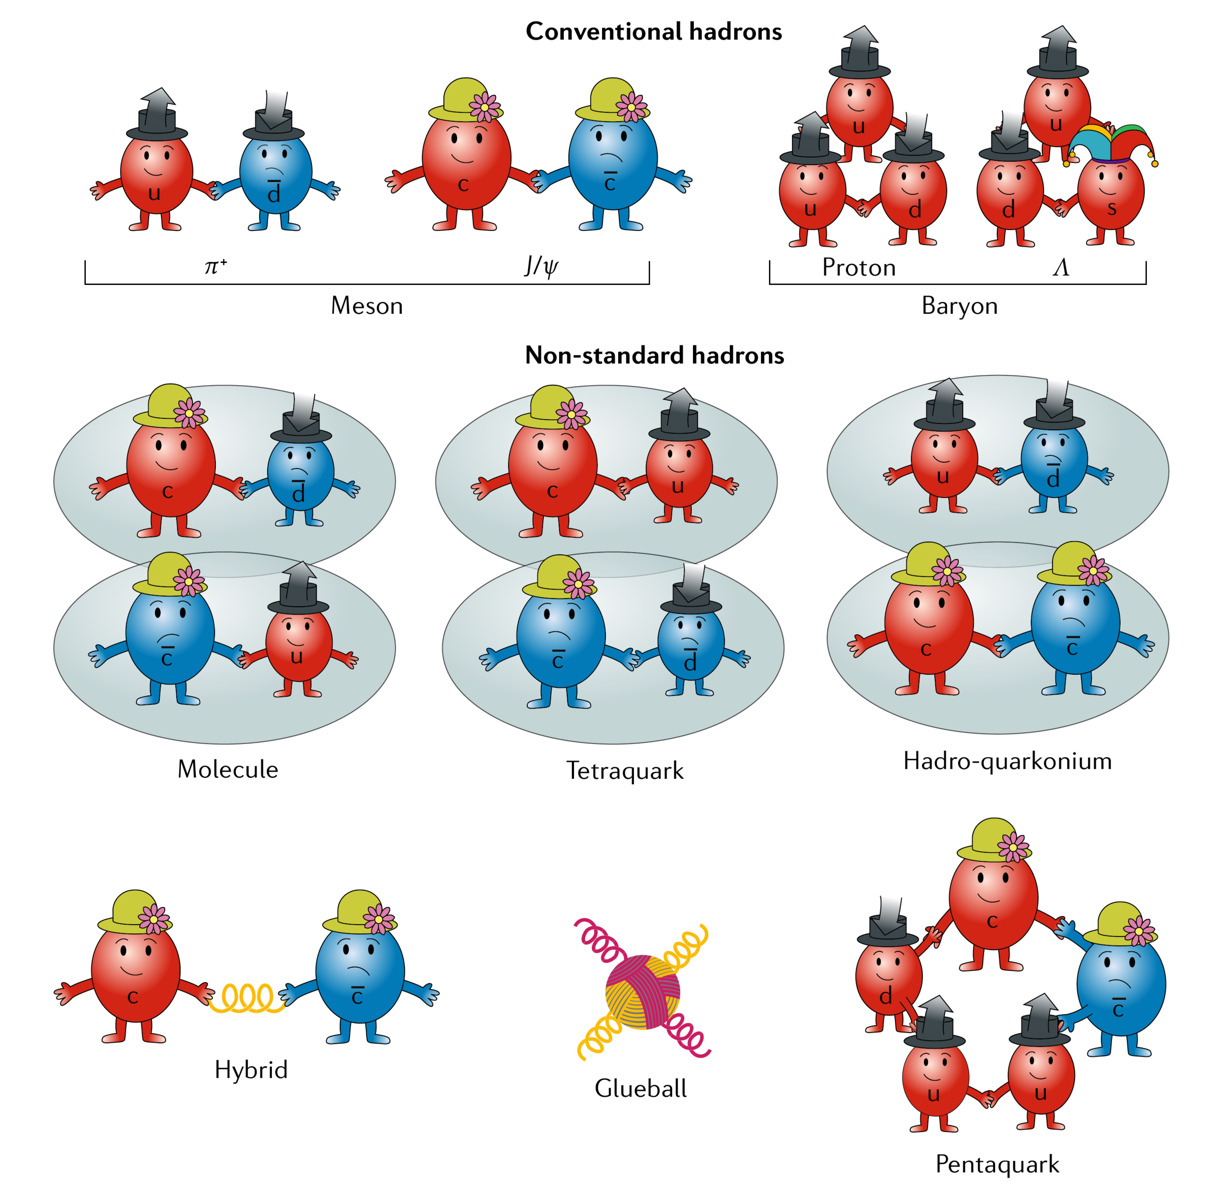 Conventional hadrons
u d̅ c c̅ u u d u d s
π⁺ J/ψ Proton Λ
Meson Baryon
Non-standard hadrons
c d̅ c u u d̅
c̅ u c̅ d̅ c c̅
Molecule Tetraquark Hadro-quarkonium
c c̅
Hybrid
Glueball
c
d c̅
u u
Pentaquark